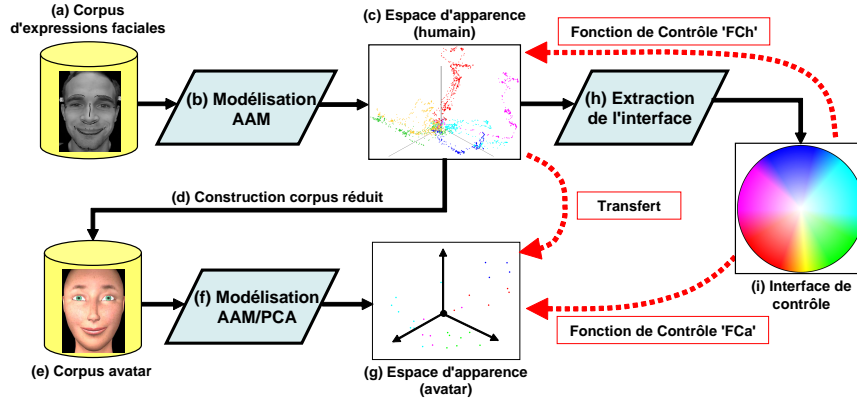 (a) Corpus
d'expressions faciales
(b) Modélisation
AAM
(c) Espace d'apparence
(humain)
Fonction de Contrôle 'FCh'
(h) Extraction
de l'interface
(d) Construction corpus réduit
Transfert
(e) Corpus avatar
(f) Modélisation
AAM/PCA
(g) Espace d'apparence
(avatar)
Fonction de Contrôle 'FCa'
(i) Interface de
contrôle